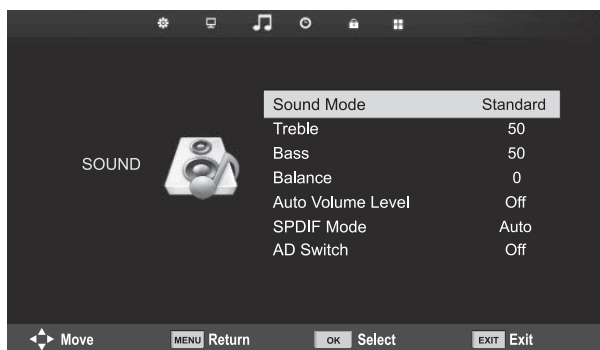 SOUND
Sound Mode Standard
Treble 50
Bass 50
Balance 0
Auto Volume Level Off
SPDIF Mode Auto
AD Switch Off
Move MENU Return OK Select EXIT Exit